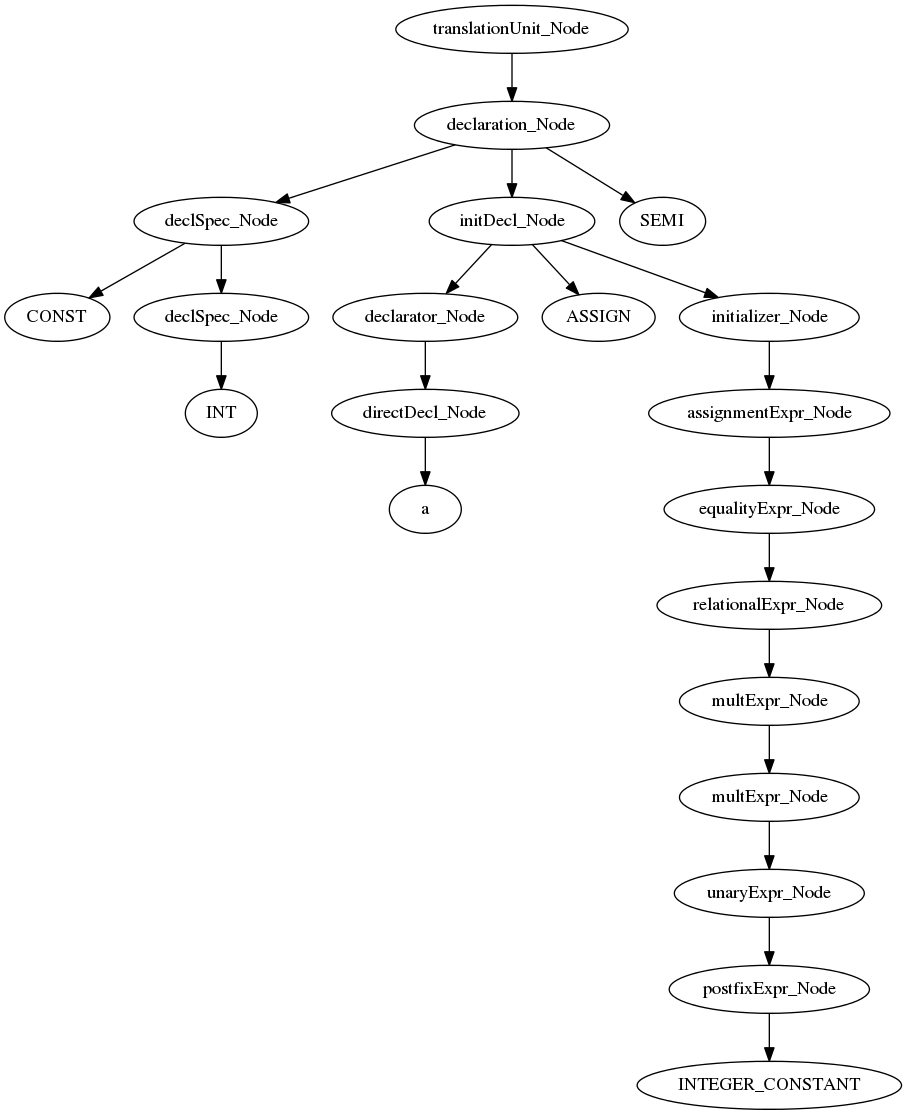 translationUnit_Node
declaration_Node
declSpec_Node
initDecl_Node
SEMI
CONST
declSpec_Node
declarator_Node
ASSIGN
initializer_Node
INT
directDecl_Node
assignmentExpr_Node
a
equalityExpr_Node
relationalExpr_Node
multExpr_Node
multExpr_Node
unaryExpr_Node
postfixExpr_Node
INTEGER_CONSTANT